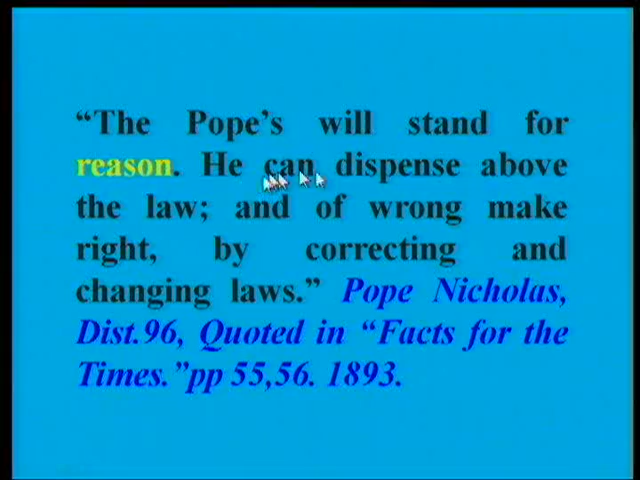 “The Pope’s will stand for
reason. He can dispense above
the law; and of wrong make
right, by correcting and
changing laws.” Pope Nicholas,
Dist.96, Quoted in “Facts for the
Times.”pp 55,56. 1893.